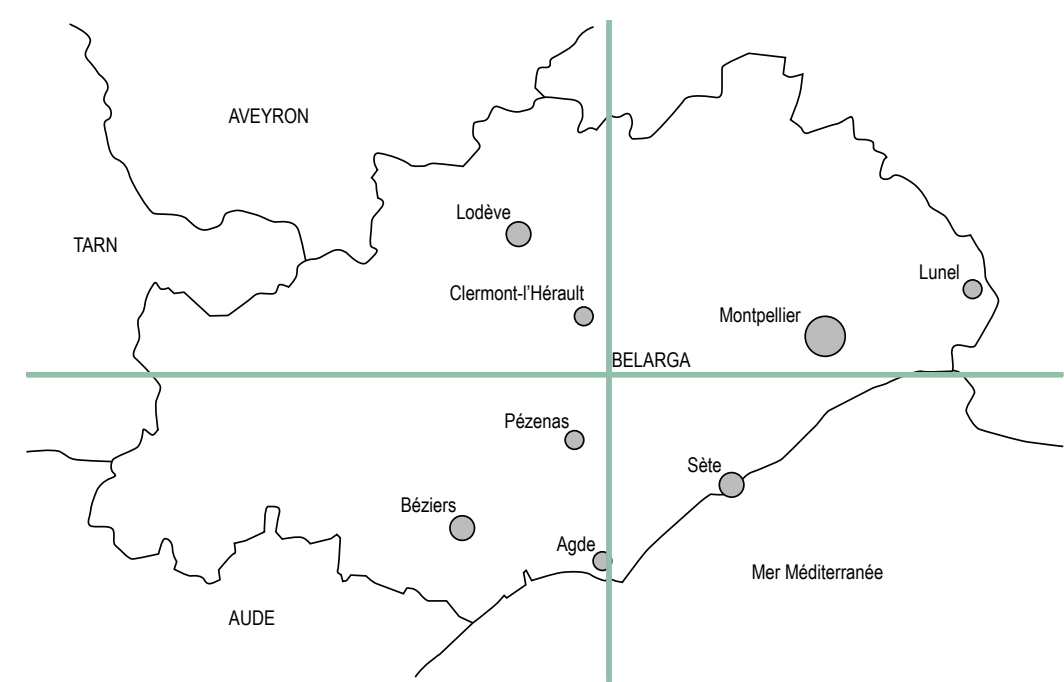 AVEYRON
Lodève
TARN
Lunel
Clermont-l'Hérault
Montpellier
BELARGA
Pézenas
Sète
Béziers
Agde
Mer Méditerranée
AUDE